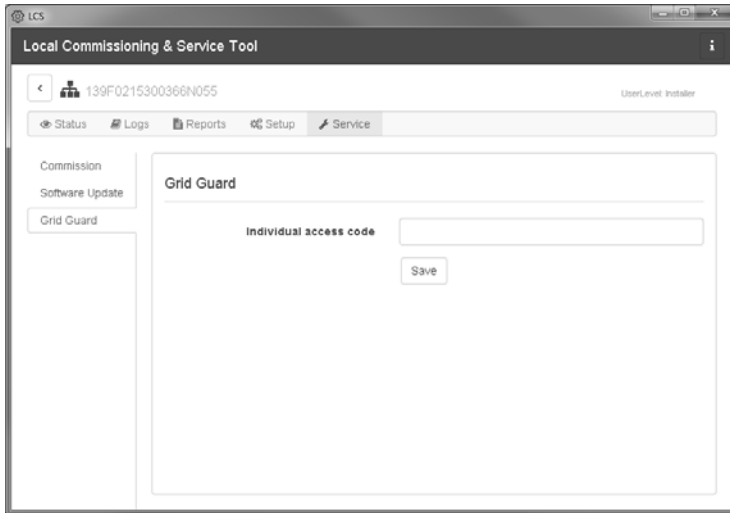 LCS
Local Commissioning & Service Tool
139F0215300366N055
UserLevel: Installer
Status Logs Reports Setup Service
Commission
Software Update
Grid Guard
Grid Guard
Individual access code
Save